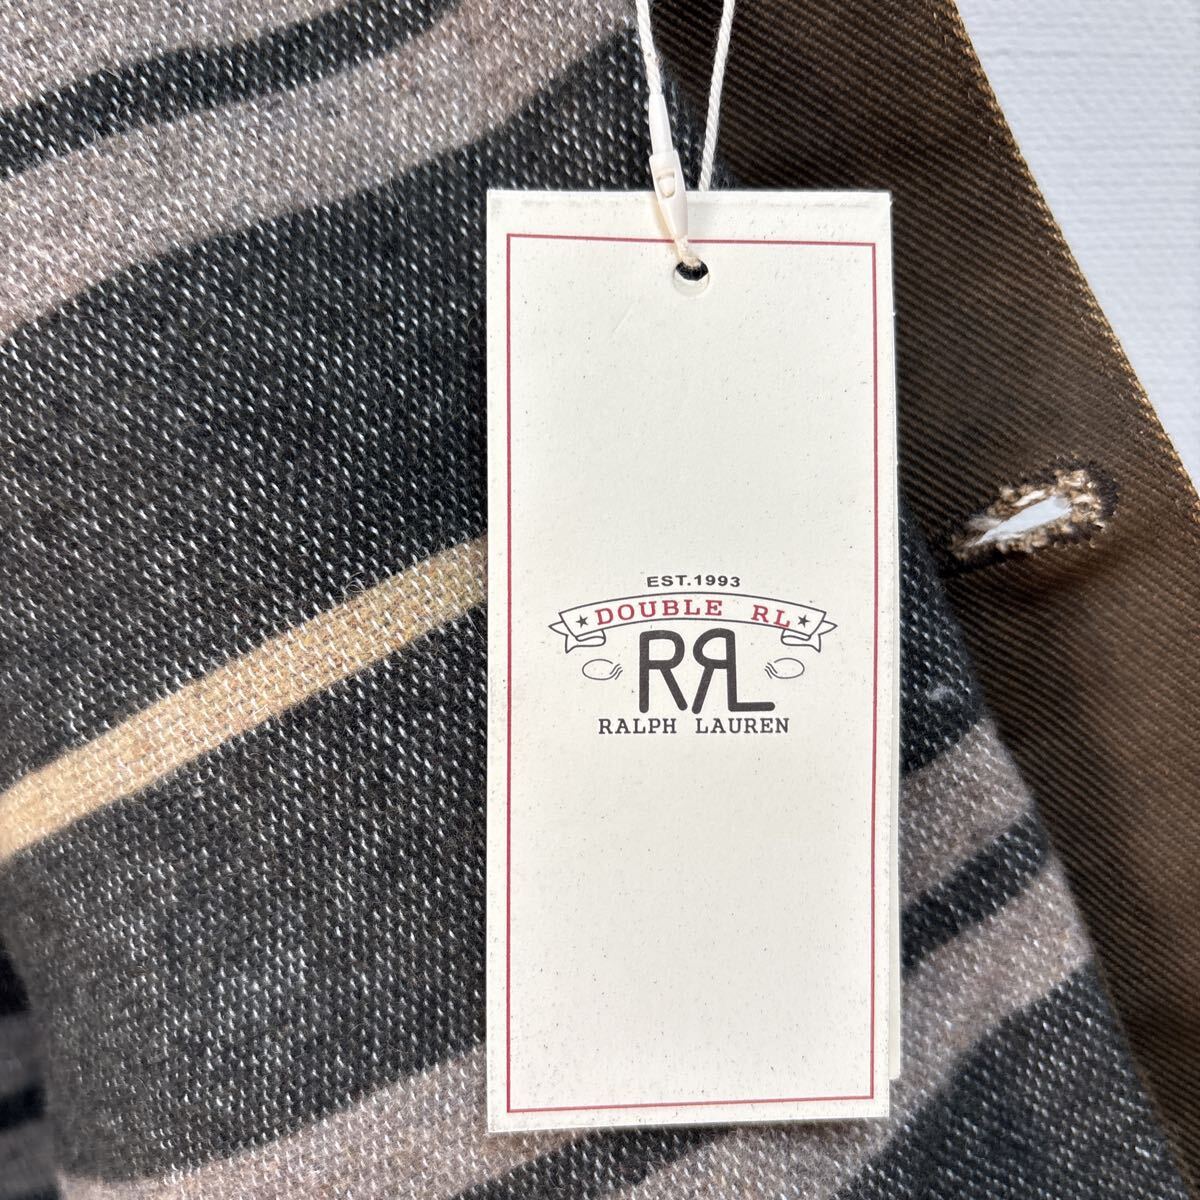 EST.1993
★ DOUBLE RL ★
RRL
RALPH LAUREN